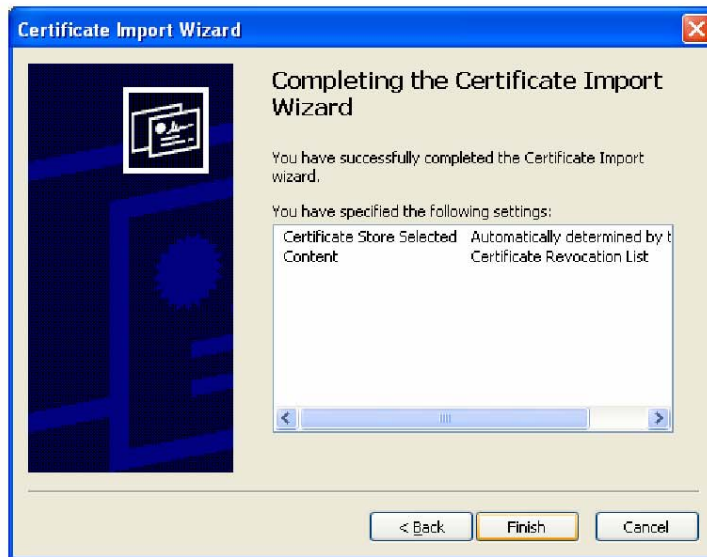 Certificate Import Wizard
Completing the Certificate Import
Wizard
You have successfully completed the Certificate Import
wizard.
You have specified the following settings:
Certificate Store Selected Automatically determined by t
Content Certificate Revocation List
< Back Finish Cancel